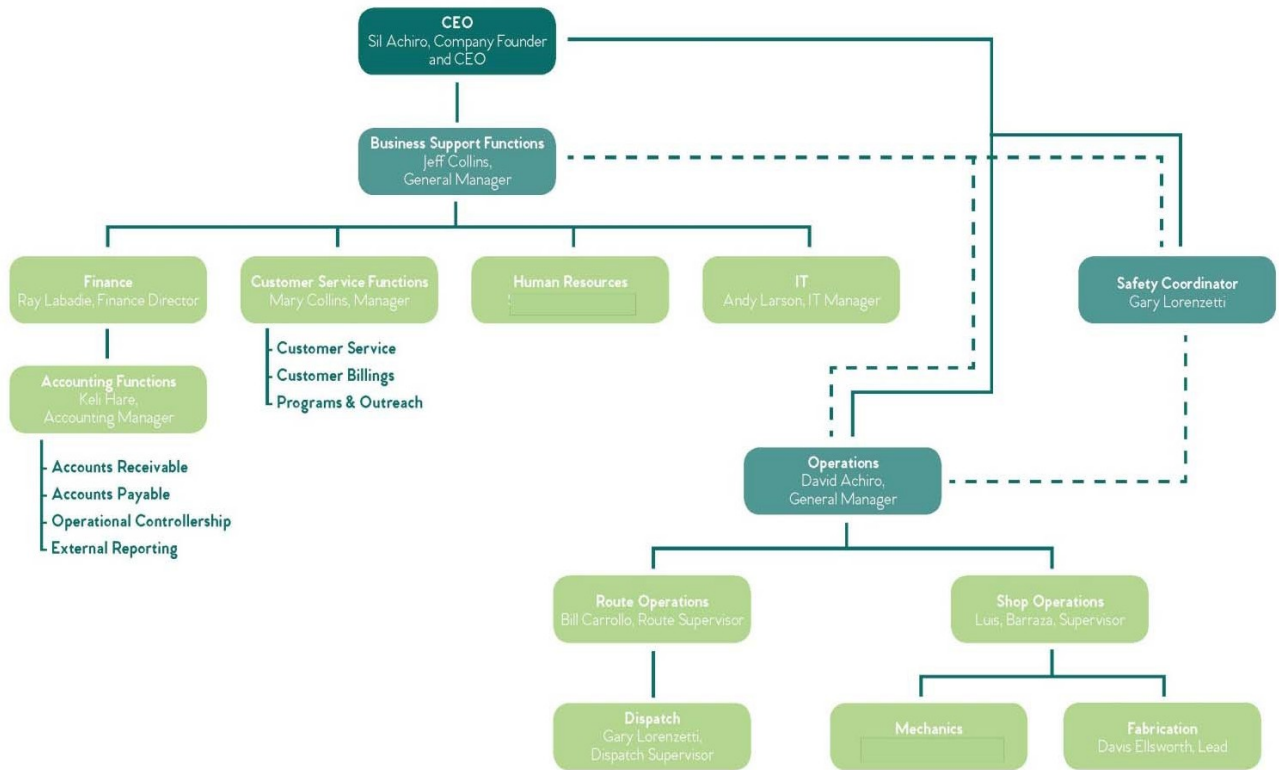 CEO
Sil Achiro, Company Founder
and CEO
Business Support Functions
Jeff Collins,
General Manager
Finance
Ray Labadie, Finance Director
Customer Service Functions
Mary Collins, Manager
Human Resources
IT
Andy Larson, IT Manager
Safety Coordinator
Gary Lorenzetti
- Customer Service
- Customer Billings
- Programs & Outreach
Accounting Functions
Keli Hare,
Accounting Manager
- Accounts Receivable
- Accounts Payable
- Operational Controllership
- External Reporting
Operations
David Achiro,
General Manager
Route Operations
Bill Carrollo, Route Supervisor
Shop Operations
Luis, Barraza, Supervisor
Dispatch
Gary Lorenzetti,
Dispatch Supervisor
Mechanics
Fabrication
Davis Ellsworth, Lead